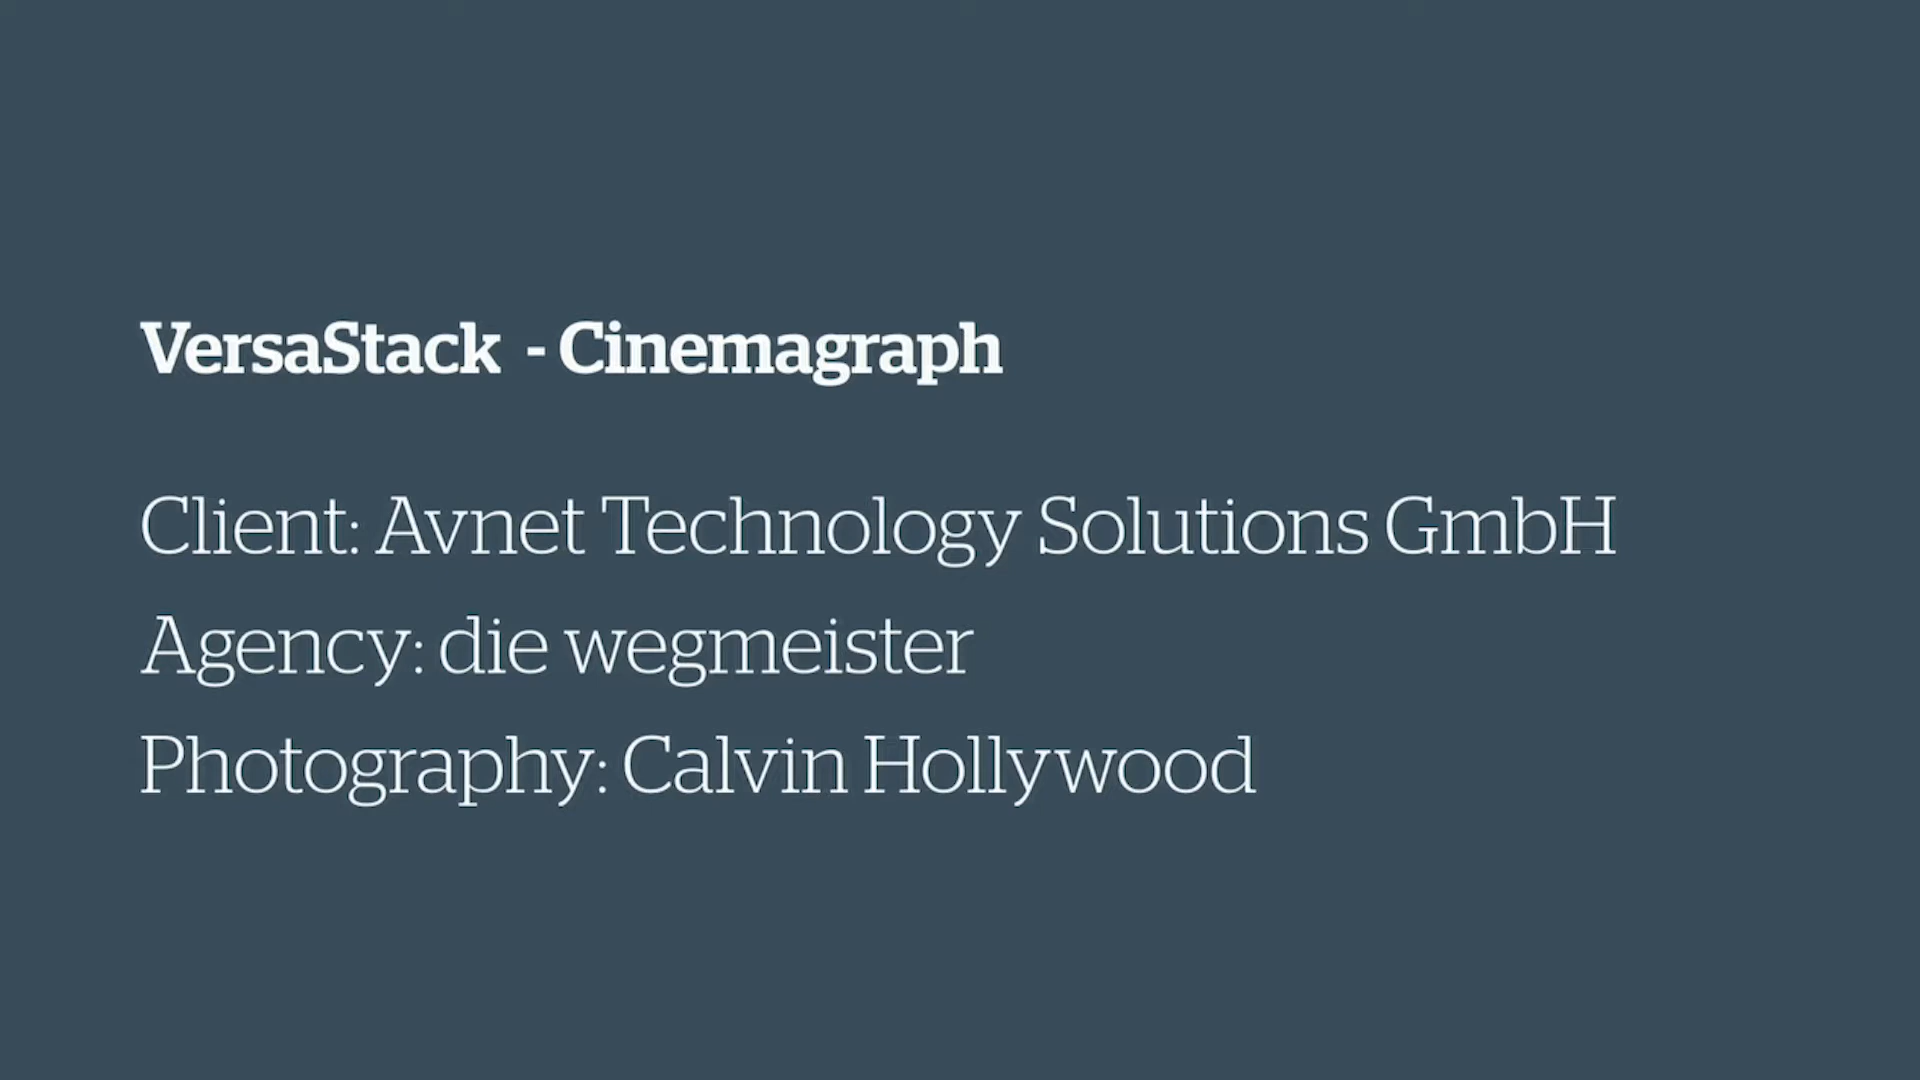 VersaStack - Cinemagraph
Client: Avnet Technology Solutions GmbH
Agency: die wegmeister
Photography: Calvin Hollywood